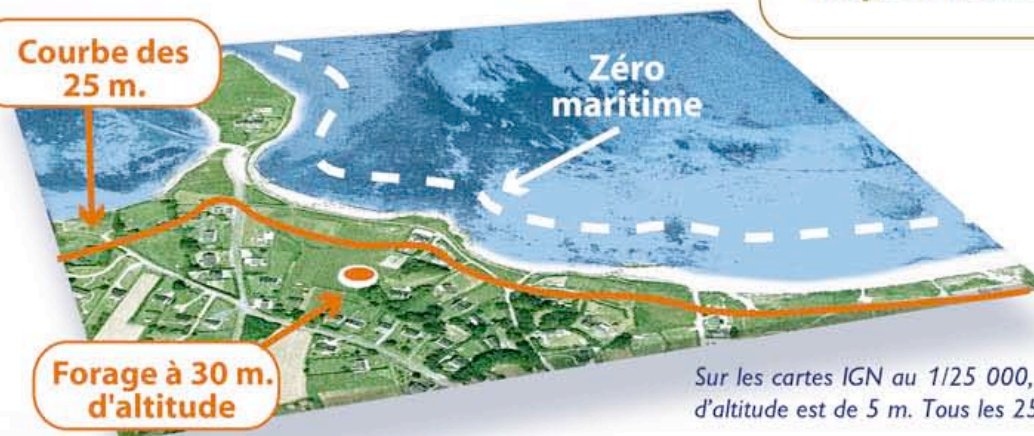 Courbe des
25 m.
Zéro
maritime
Forage à 30 m.
d'altitude
Sur les cartes IGN au 1/25 000,
d'altitude est de 5 m. Tous les 25